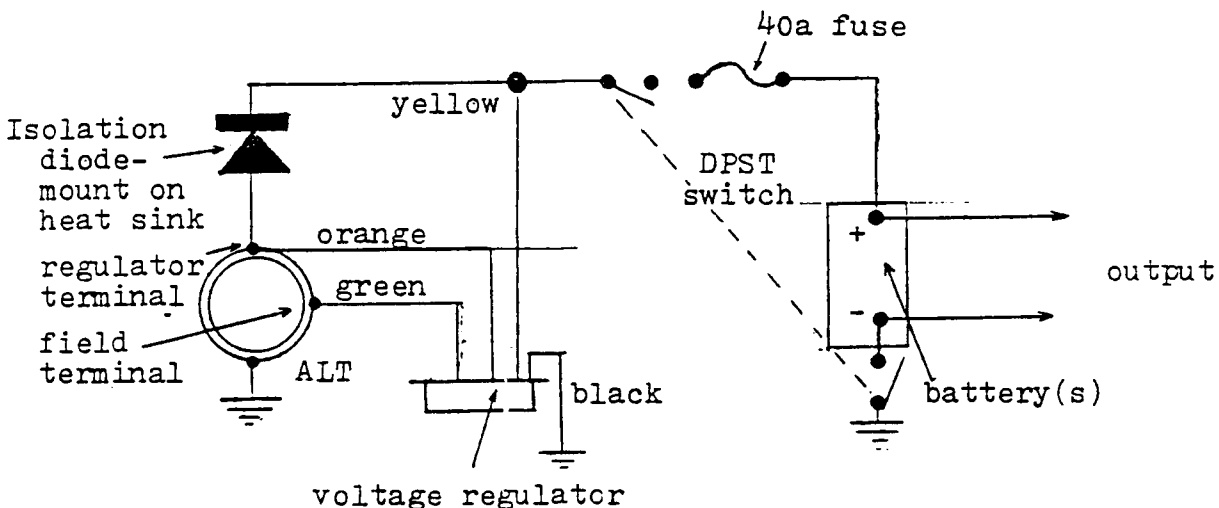 40a fuse
yellow
Isolation
diode-
mount on
heat sink
DPST
switch
orange
regulator
terminal
green
+
output
-
field
terminal
ALT
black
battery(s)
voltage regulator